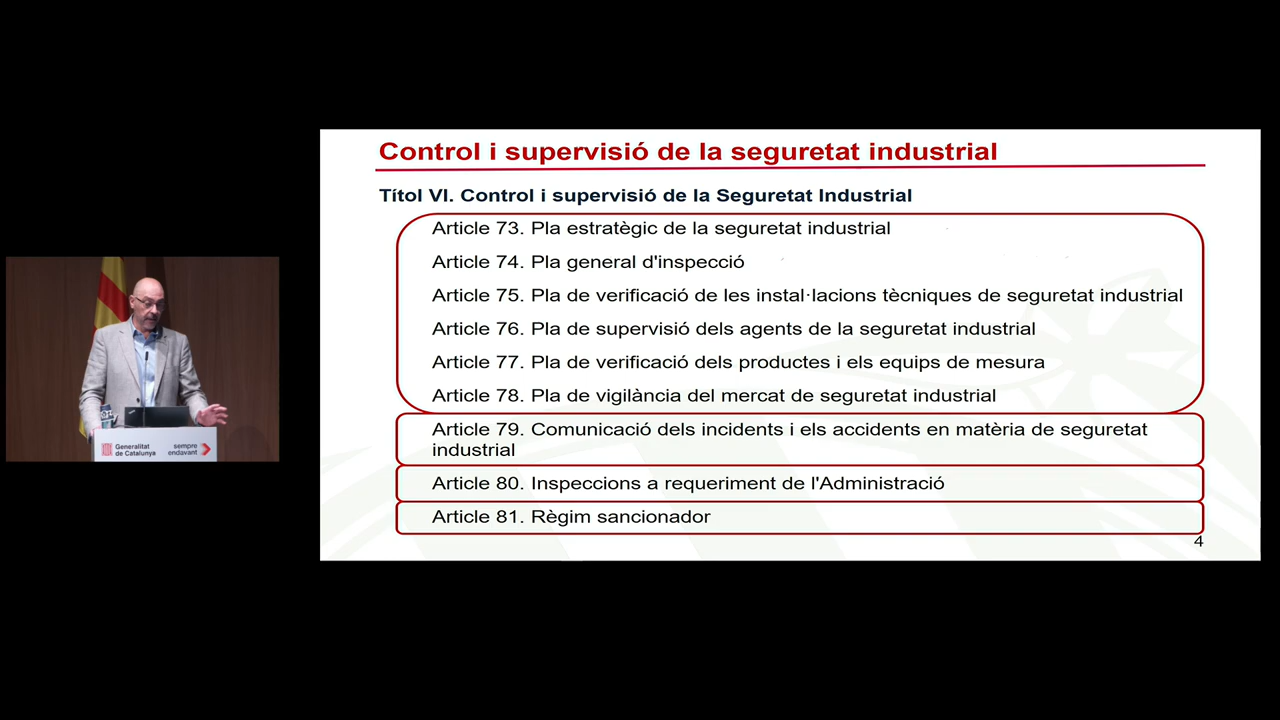 Control i supervisió de la seguretat industrial
Títol VI. Control i supervisió de la Seguretat Industrial
Article 73. Pla estratègic de la seguretat industrial
Article 74. Pla general d'inspecció
Article 75. Pla de verificació de les instal·lacions tècniques de seguretat industrial
Article 76. Pla de supervisió dels agents de la seguretat industrial
Article 77. Pla de verificació dels productes i els equips de mesura
Article 78. Pla de vigilància del mercat de seguretat industrial
Article 79. Comunicació dels incidents i els accidents en matèria de seguretat
industrial
Article 80. Inspeccions a requeriment de l'Administració
Article 81. Règim sancionador
4
Generalitat
de Catalunya
sempre
endavant